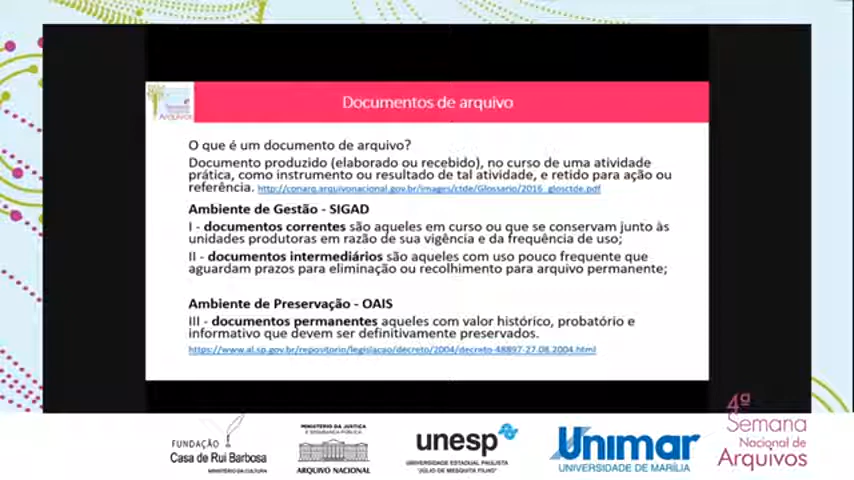 Documentos de arquivo
O que é um documento de arquivo?
Documento produzido (elaborado ou recebido), no curso de uma atividade
prática, como instrumento ou resultado de tal atividade, e retido para ação ou
referência. http://conarq.arquivonacional.gov.br/images/ctde/Glossario/2016_glosctde.pdf
Ambiente de Gestão - SIGAD
I - documentos correntes são aqueles em curso ou que se conservam junto às
unidades produtoras em razão de sua vigência e da frequência de uso;
II - documentos intermediários são aqueles com uso pouco frequente que
aguardam prazos para eliminação ou recolhimento para arquivo permanente;
Ambiente de Preservação - OAIS
III - documentos permanentes aqueles com valor histórico, probatório e
informativo que devem ser definitivamente preservados.
https://www.al.sp.gov.br/repositorio/legislacao/decreto/2004/decreto-48897-27.08.2004.html
FUNDAÇÃO
Casa de Rui Barbosa
MINISTÉRIO DA CULTURA
MINISTÉRIO DA JUSTIÇA
E SEGURANÇA PÚBLICA
ARQUIVO NACIONAL
unesp
UNIVERSIDADE ESTADUAL PAULISTA
"JÚLIO DE MESQUITA FILHO"
Unimar
UNIVERSIDADE DE MARÍLIA
4ª
Semana
Nacional de
Arquivos